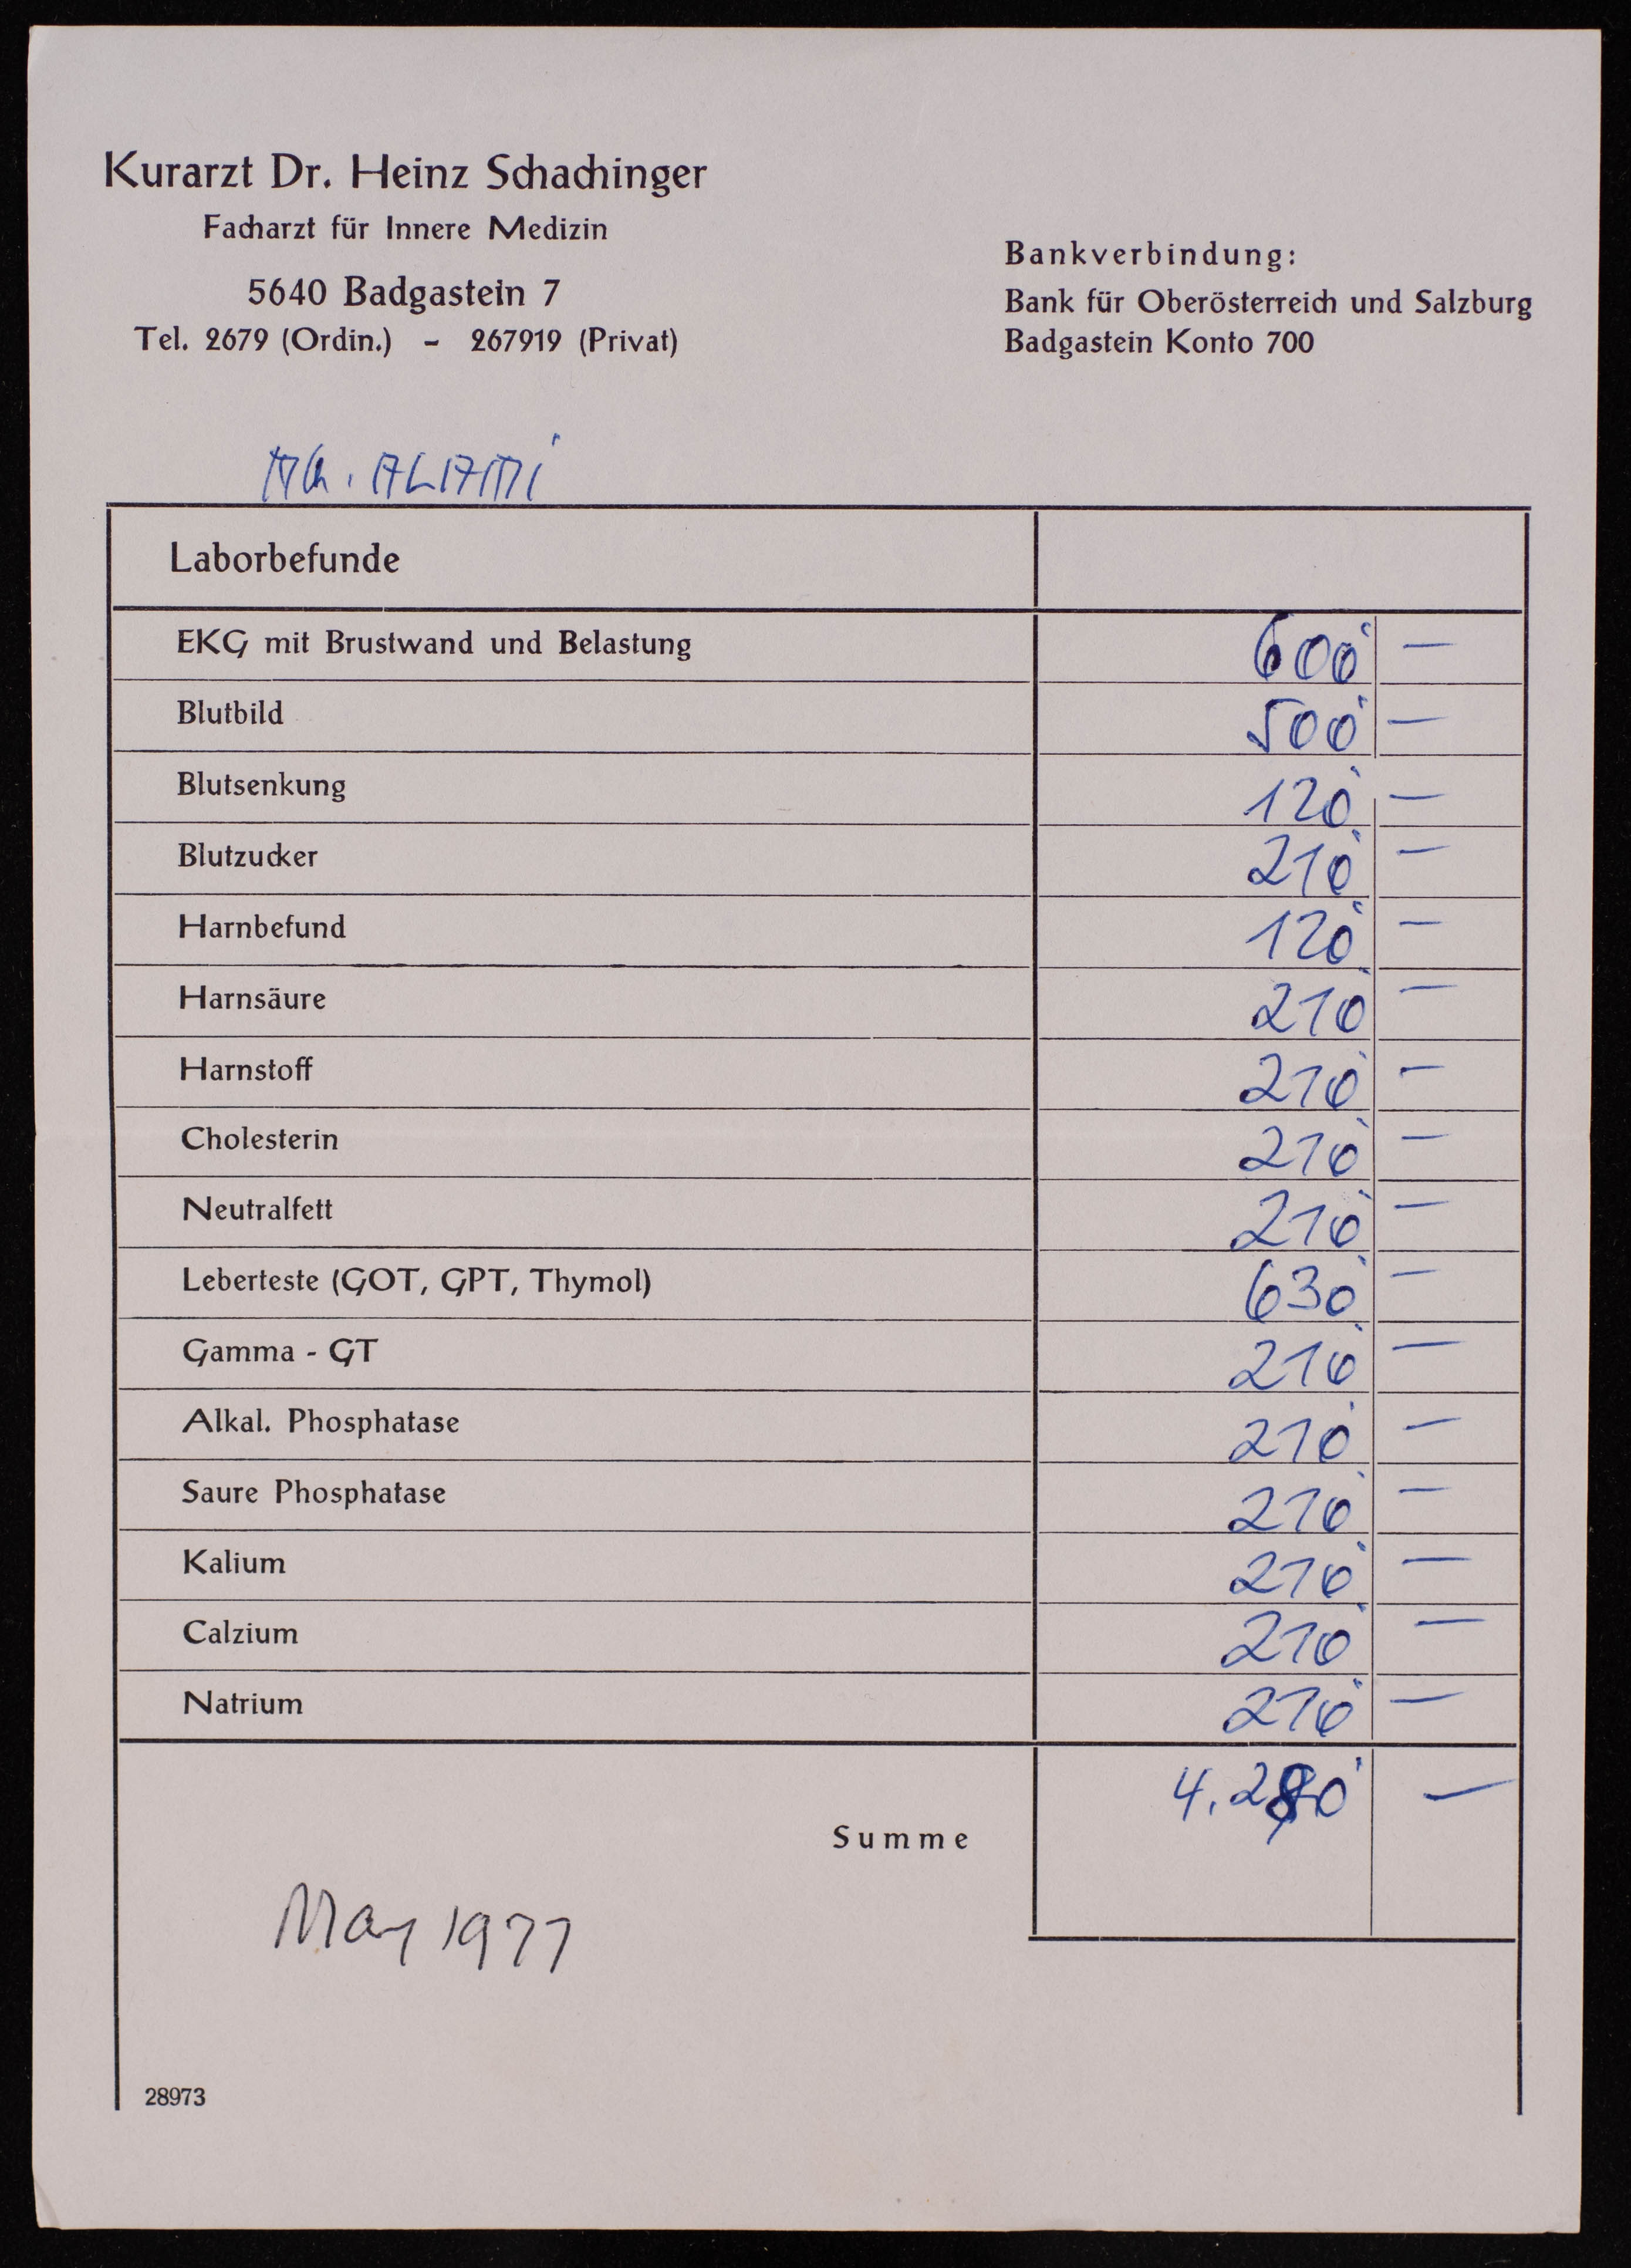 Kurarzt Dr. Heinz Schachinger
Facharzt für Innere Medizin
5640 Badgastein 7
Tel. 2679 (Ordin.) – 267919 (Privat)
Bankverbindung:
Bank für Oberösterreich und Salzburg
Badgastein Konto 700
ALAMI
Laborbefunde
EKG mit Brustwand und Belastung 600 —
Blutbild 500 —
Blutsenkung 120 —
Blutzucker 210 —
Harnbefund 120 —
Harnsäure 210 —
Harnstoff 210 —
Cholesterin 210 —
Neutralfett 210 —
Leberteste (GOT, GPT, Thymol) 630 —
Gamma - GT 210 —
Alkal. Phosphatase 210 —
Saure Phosphatase 210 —
Kalium 210 —
Calzium 210 —
Natrium 210 —
Summe 4.280 —
May 1977
28973